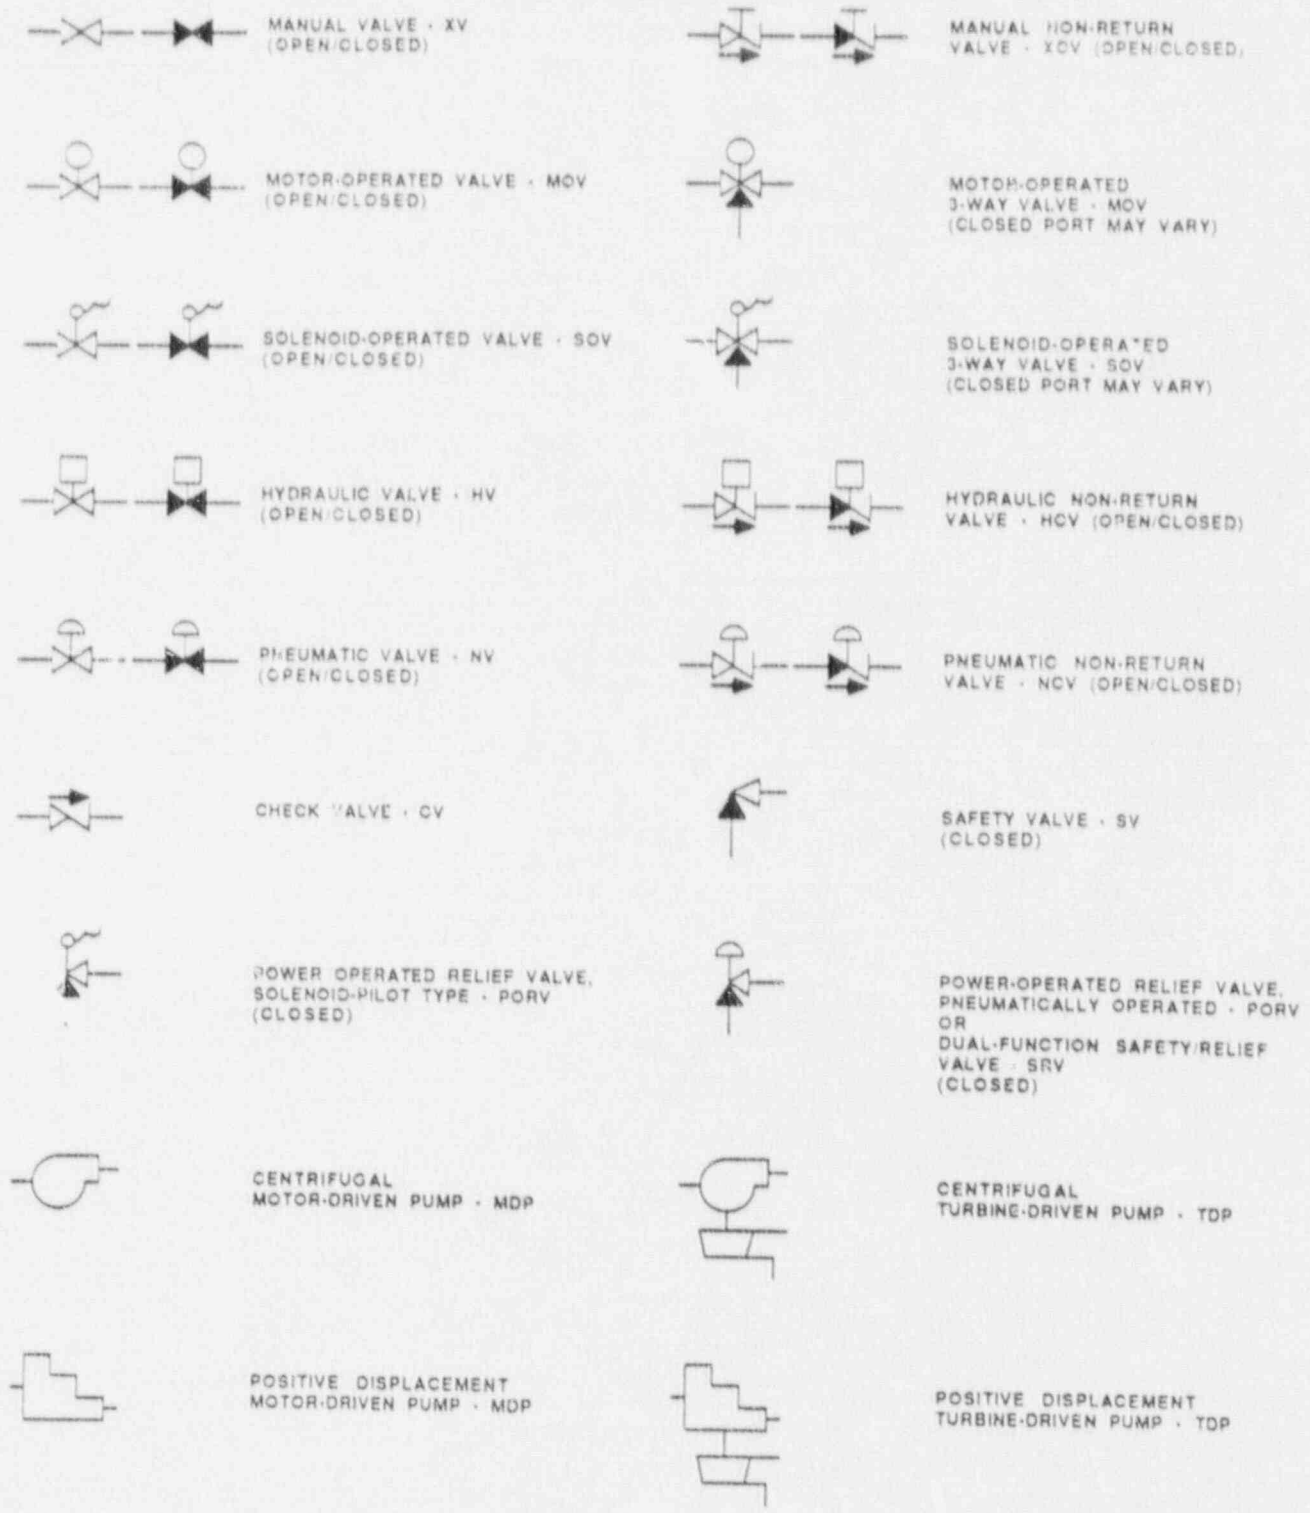 MANUAL VALVE - XV
(OPEN/CLOSED)
MANUAL NON-RETURN
VALVE - XCV (OPEN/CLOSED)
MOTOR-OPERATED VALVE - MOV
(OPEN/CLOSED)
MOTOR-OPERATED
3-WAY VALVE - MOV
(CLOSED PORT MAY VARY)
SOLENOID-OPERATED VALVE - SOV
(OPEN/CLOSED)
SOLENOID-OPERATED
3-WAY VALVE - SOV
(CLOSED PORT MAY VARY)
HYDRAULIC VALVE - HV
(OPEN/CLOSED)
HYDRAULIC NON-RETURN
VALVE - HCV (OPEN/CLOSED)
PNEUMATIC VALVE - NV
(OPEN/CLOSED)
PNEUMATIC NON-RETURN
VALVE - NCV (OPEN/CLOSED)
CHECK VALVE - CV
SAFETY VALVE - SV
(CLOSED)
POWER OPERATED RELIEF VALVE,
SOLENOID-PILOT TYPE - PORV
(CLOSED)
POWER-OPERATED RELIEF VALVE,
PNEUMATICALLY OPERATED - PORV
OR
DUAL-FUNCTION SAFETY/RELIEF
VALVE - SRV
(CLOSED)
CENTRIFUGAL
MOTOR-DRIVEN PUMP - MDP
CENTRIFUGAL
TURBINE-DRIVEN PUMP - TDP
POSITIVE DISPLACEMENT
MOTOR-DRIVEN PUMP - MDP
POSITIVE DISPLACEMENT
TURBINE-DRIVEN PUMP - TDP